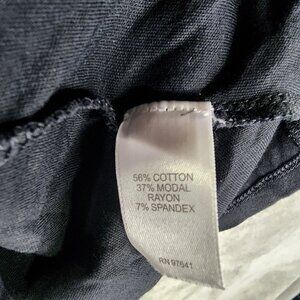 56% COTTON
37% MODAL
RAYON
7% SPANDEX
RN 97641